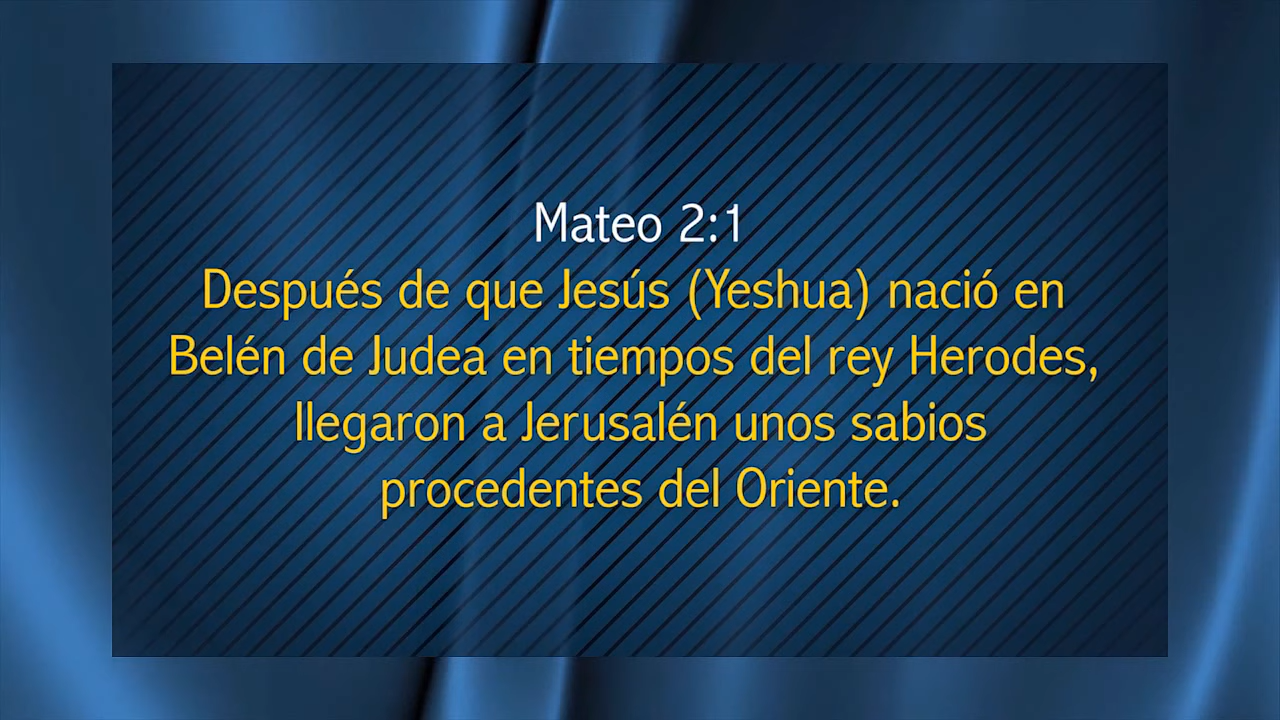 Mateo 2:1
Después de que Jesús (Yeshua) nació en
Belén de Judea en tiempos del rey Herodes,
llegaron a Jerusalén unos sabios
procedentes del Oriente.